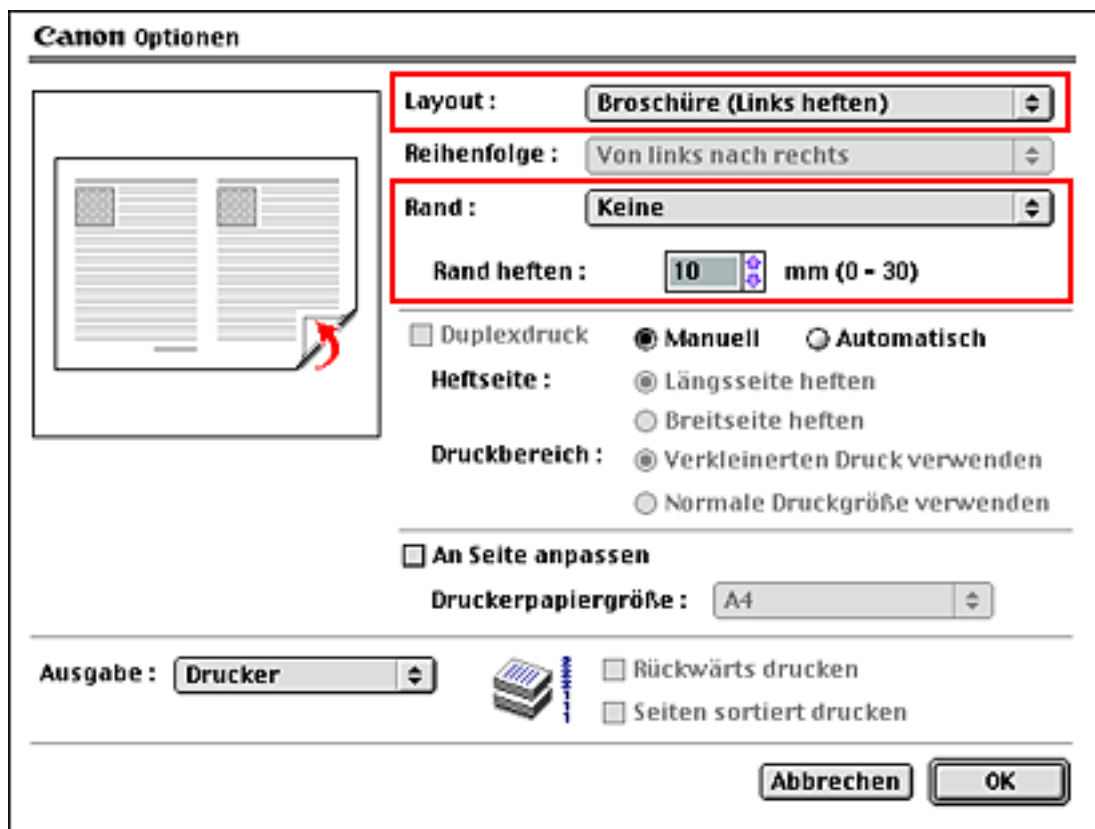 Canon Optionen
Layout : Broschüre (Links heften)
Reihenfolge : Von links nach rechts
Rand : Keine
Rand heften : 10 mm (0 - 30)
Duplexdruck Manuell Automatisch
Heftseite : Längsseite heften
Breitseite heften
Druckbereich : Verkleinerten Druck verwenden
Normale Druckgröße verwenden
An Seite anpassen
Druckerpapiergröße : A4
Ausgabe : Drucker
Rückwärts drucken
Seiten sortiert drucken
Abbrechen OK